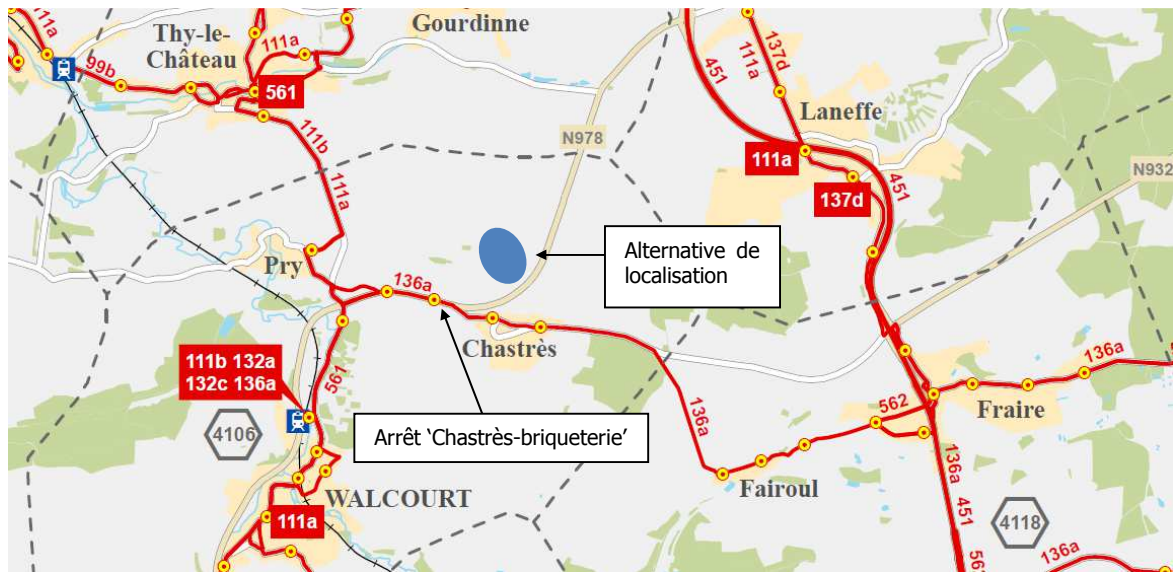 111a
Thy-le-
Château
111a
Gourdinne
99b
561
111b
111a
451
111a
137d
Laneffe
N978
111a
137d
451
N932
Alternative de
localisation
Pry
136a
Chastrès
111b 132a
132c 136a
561
4106
Arrêt ‘Chastrès-briqueterie’
136a
562
136a
Fraire
Fairoul
WALCOURT
111a
136a
451
4118
136a